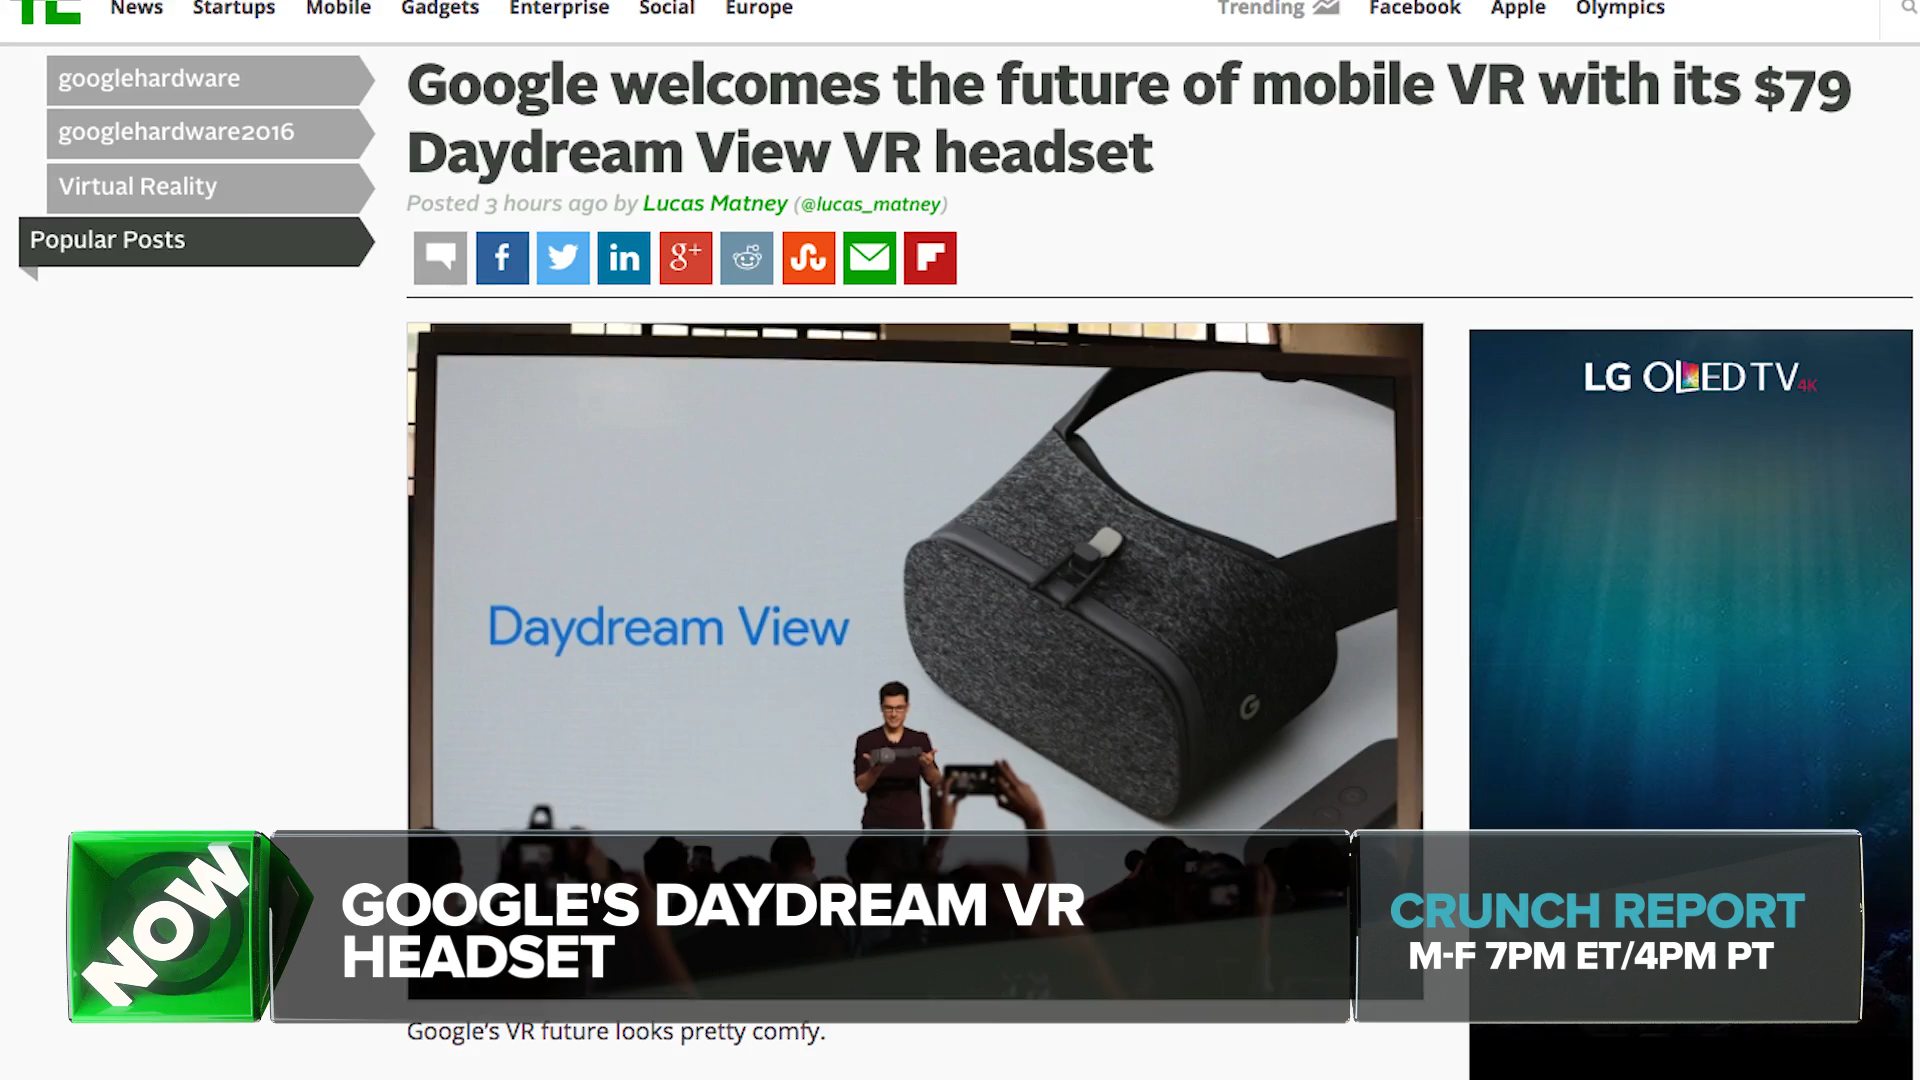 News Startups Mobile Gadgets Enterprise Social Europe Trending Facebook Apple Olympics
googlehardware
googlehardware2016
Virtual Reality
Popular Posts
Google welcomes the future of mobile VR with its $79
Daydream View VR headset
Posted 3 hours ago by Lucas Matney (@lucas_matney)
f in g+
LG OLED TV 4K
Daydream View
G
NOW
GOOGLE'S DAYDREAM VR
HEADSET
CRUNCH REPORT
M-F 7PM ET/4PM PT
Google’s VR future looks pretty comfy.